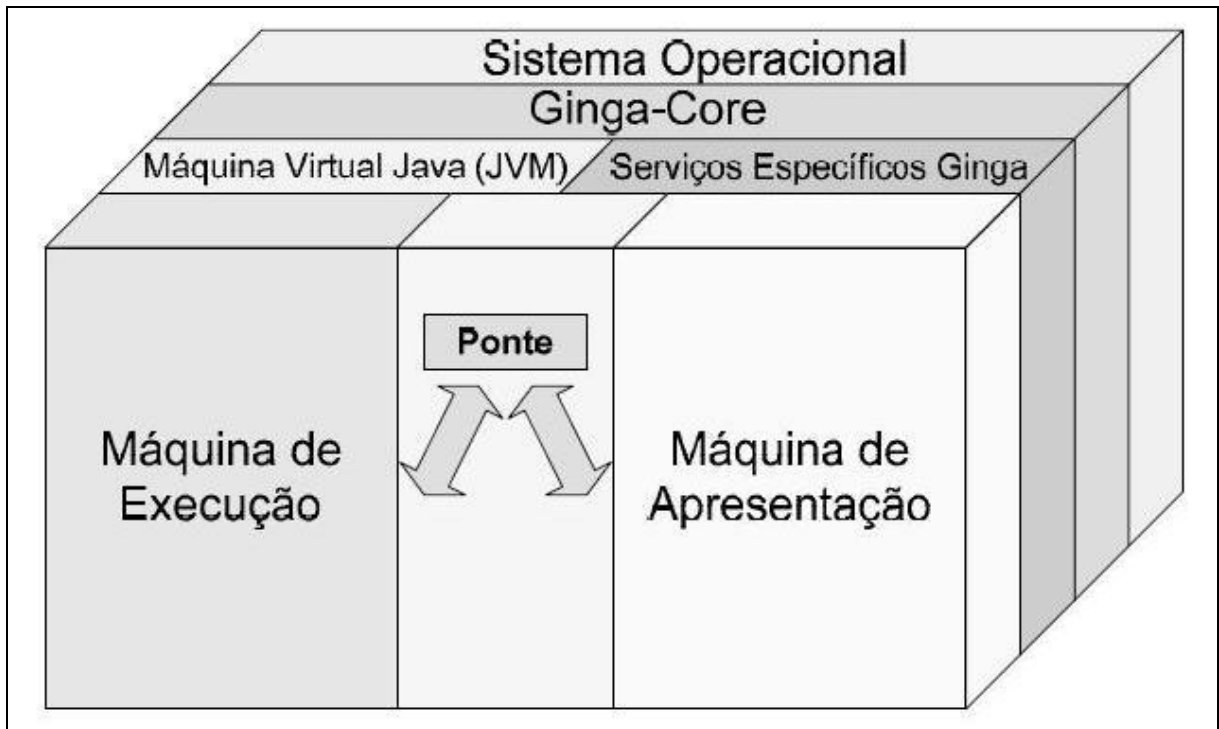 Sistema Operacional
Ginga-Core
Máquina Virtual Java (JVM)
Serviços Específicos Ginga
Ponte
Máquina de
Execução
Máquina de
Apresentação